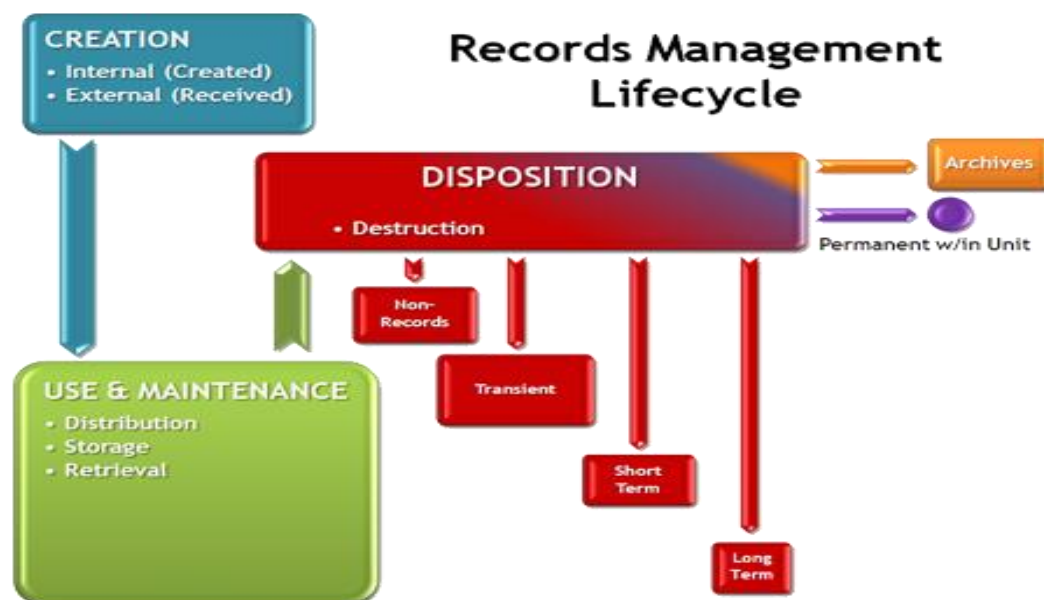 CREATION
• Internal (Created)
• External (Received)
Records Management
Lifecycle
DISPOSITION
• Destruction
Archives
Permanent w/in Unit
Non-
Records
Transient
Short
Term
Long
Term
USE & MAINTENANCE
• Distribution
• Storage
• Retrieval